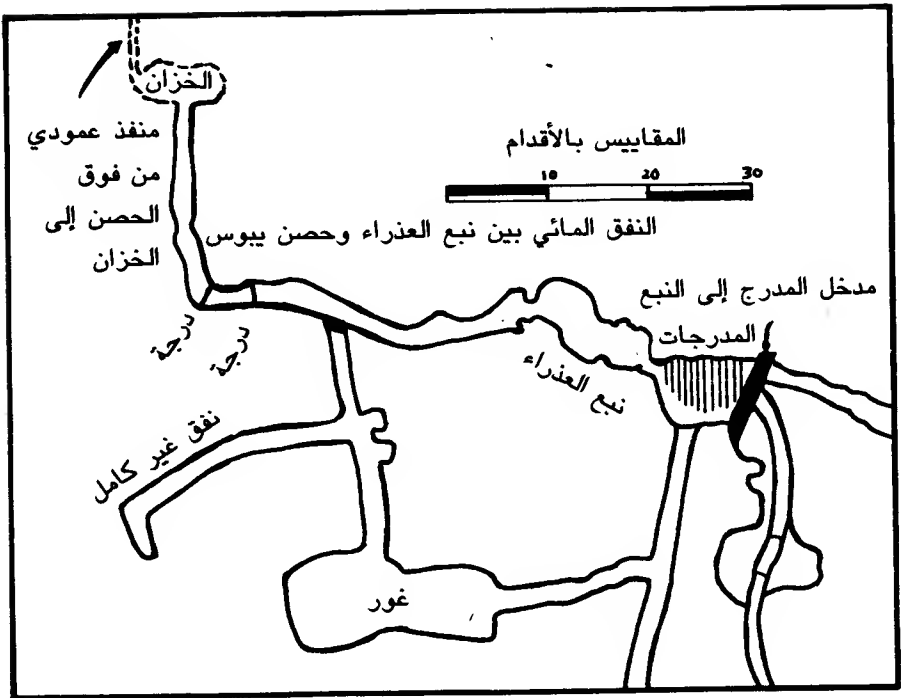 الخزان
منفذ عمودي
من فوق
الحصن إلى
الخزان
المقاييس بالأقدام
10 20 30
النفق المائي بين نبع العذراء وحصن يبوس
مدخل المدرج إلى النبع
المدرجات
درجة
درجة
نبع العذراء
نفق غير كامل
غور